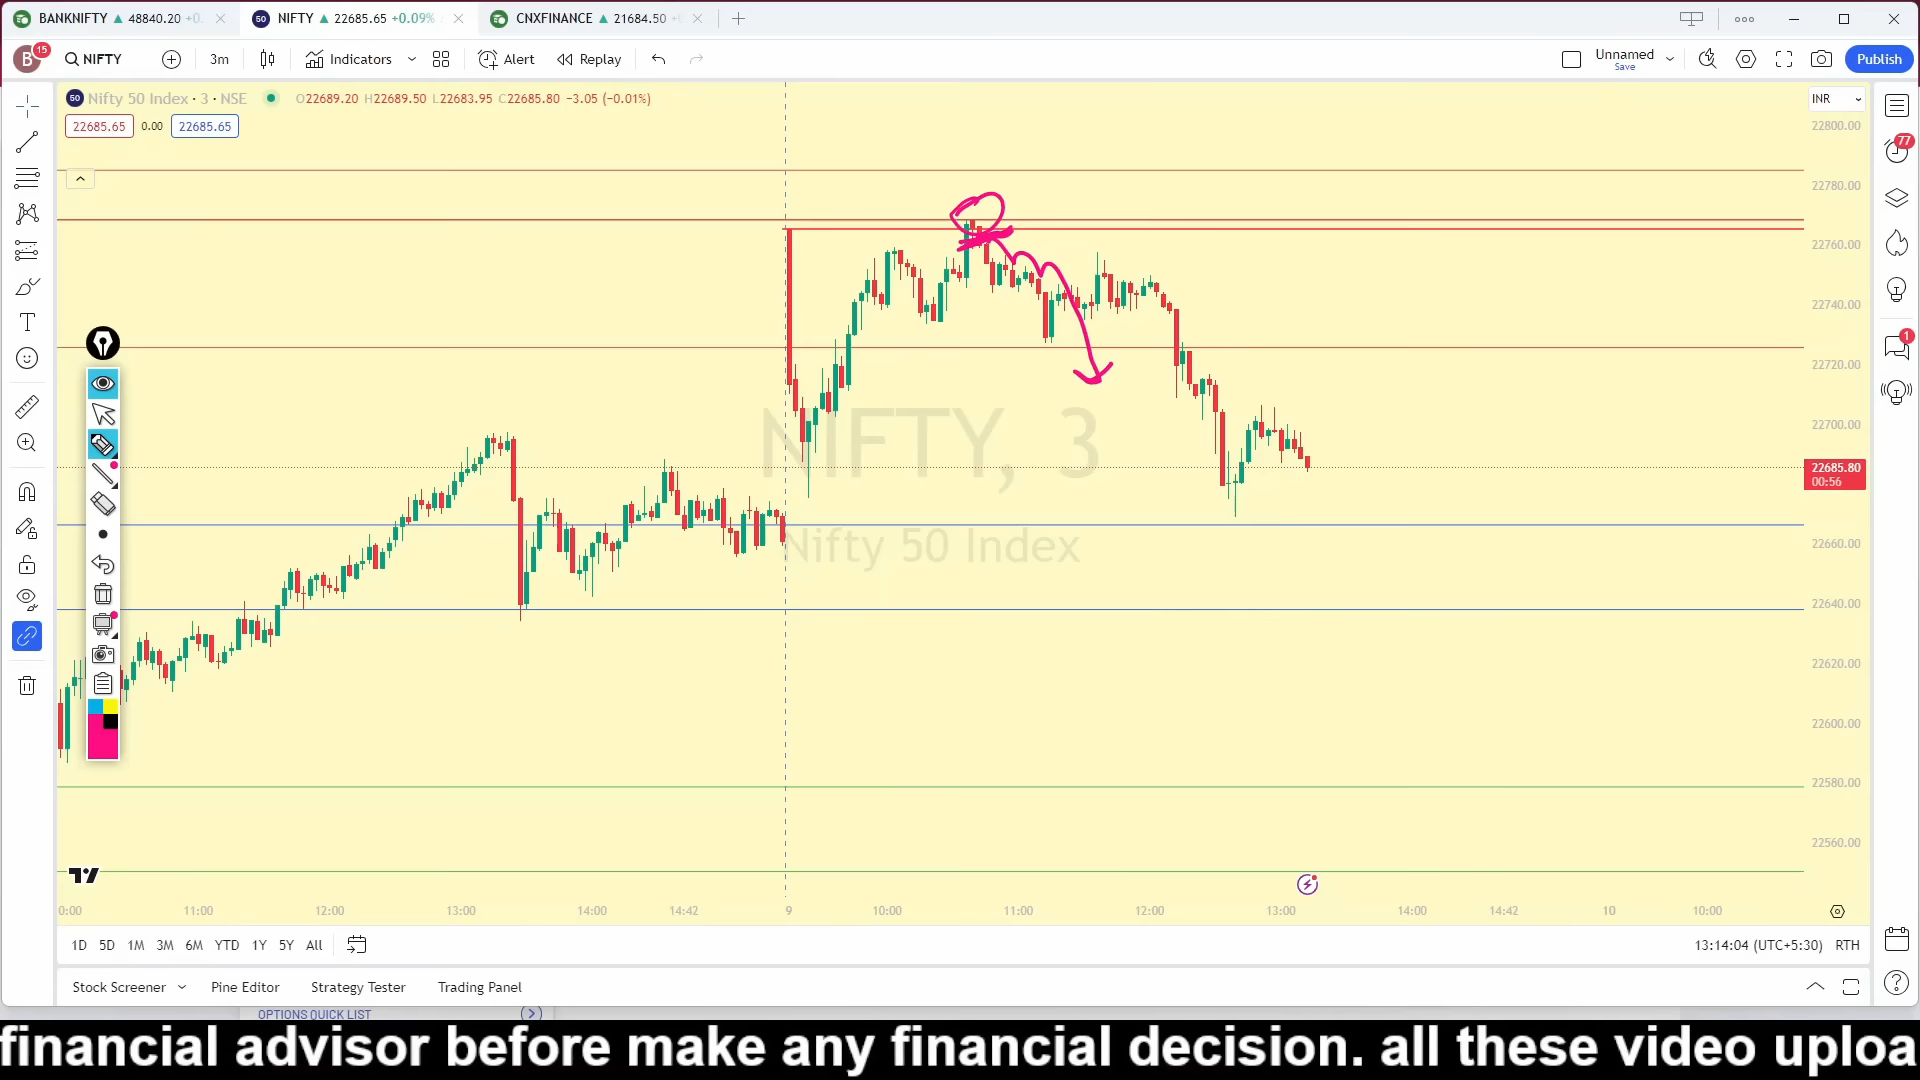 BANKNIFTY ▲ 48840.20 +0.
50 NIFTY ▲ 22685.65 +0.09%
CNXFINANCE ▲ 21684.50
B 15 NIFTY 3m Indicators Alert Replay
Unnamed
Save
Publish
50 Nifty 50 Index · 3 · NSE O22689.20 H22689.50 L22683.95 C22685.80 −3.05 (−0.01%)
22685.65 0.00 22685.65
INR
22800.00
22780.00
22760.00
22740.00
22720.00
22700.00
22685.80
00:56
22660.00
22640.00
22620.00
22600.00
22580.00
22560.00
77
1
NIFTY, 3
Nifty 50 Index
0:00 11:00 12:00 13:00 14:00 14:42 9 10:00 11:00 12:00 13:00 14:00 14:42 10 10:00
1D 5D 1M 3M 6M YTD 1Y 5Y All
13:14:04 (UTC+5:30) RTH
Stock Screener Pine Editor Strategy Tester Trading Panel
OPTIONS QUICK LIST
financial advisor before make any financial decision. all these video uploa